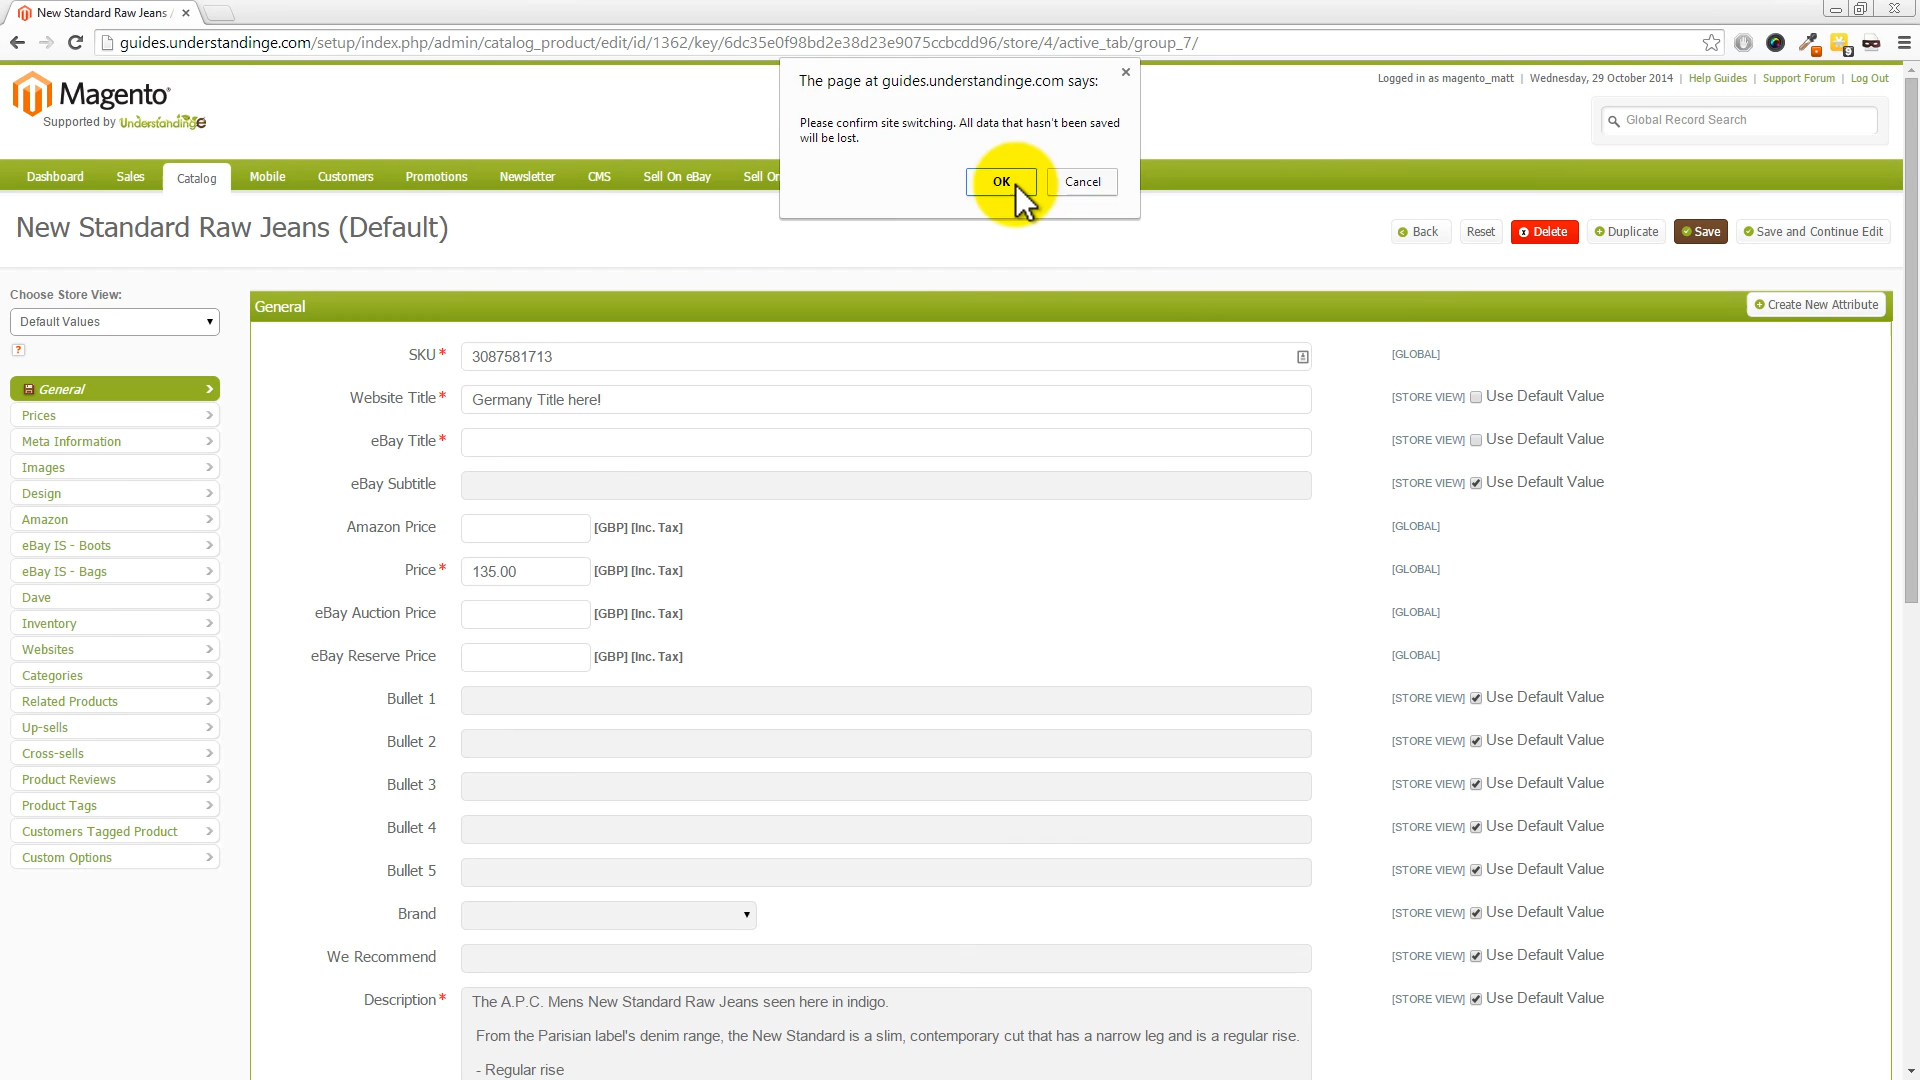 New Standard Raw Jeans /
guides.understandinge.com/setup/index.php/admin/catalog_product/edit/id/1362/key/6dc35e0f98bd2e38d23e9075ccbcdd96/store/4/active_tab/group_7/
9
The page at guides.understandinge.com says:
Please confirm site switching. All data that hasn't been saved
will be lost.
OK
Cancel
Magento
Supported by Understandinge
Logged in as magento_matt | Wednesday, 29 October 2014 | Help Guides | Support Forum | Log Out
Global Record Search
Dashboard
Sales
Catalog
Mobile
Customers
Promotions
Newsletter
CMS
Sell On eBay
Sell On
New Standard Raw Jeans (Default)
Back
Reset
Delete
Duplicate
Save
Save and Continue Edit
Choose Store View:
Default Values
?
General
Prices
Meta Information
Images
Design
Amazon
eBay IS - Boots
eBay IS - Bags
Dave
Inventory
Websites
Categories
Related Products
Up-sells
Cross-sells
Product Reviews
Product Tags
Customers Tagged Product
Custom Options
General
Create New Attribute
SKU* 3087581713 [GLOBAL]
Website Title* Germany Title here! [STORE VIEW] Use Default Value
eBay Title* [STORE VIEW] Use Default Value
eBay Subtitle [STORE VIEW] Use Default Value
Amazon Price [GBP] [Inc. Tax] [GLOBAL]
Price* 135.00 [GBP] [Inc. Tax] [GLOBAL]
eBay Auction Price [GBP] [Inc. Tax] [GLOBAL]
eBay Reserve Price [GBP] [Inc. Tax] [GLOBAL]
Bullet 1 [STORE VIEW] Use Default Value
Bullet 2 [STORE VIEW] Use Default Value
Bullet 3 [STORE VIEW] Use Default Value
Bullet 4 [STORE VIEW] Use Default Value
Bullet 5 [STORE VIEW] Use Default Value
Brand [STORE VIEW] Use Default Value
We Recommend [STORE VIEW] Use Default Value
Description* The A.P.C. Mens New Standard Raw Jeans seen here in indigo. [STORE VIEW] Use Default Value
From the Parisian label's denim range, the New Standard is a slim, contemporary cut that has a narrow leg and is a regular rise.
- Regular rise